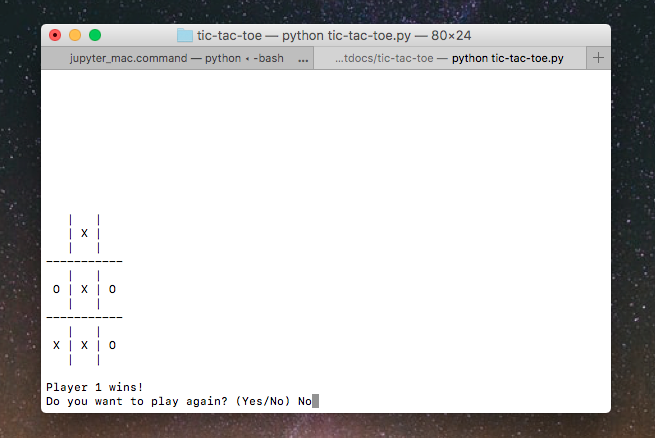 tic-tac-toe — python tic-tac-toe.py — 80×24
jupyter_mac.command — python ◂ -bash ... ...tdocs/tic-tac-toe — python tic-tac-toe.py +
   |   |
   | X |
   |   |
-----------
   |   |
 O | X | O
   |   |
-----------
   |   |
 X | X | O
   |   |
Player 1 wins!
Do you want to play again? (Yes/No) No